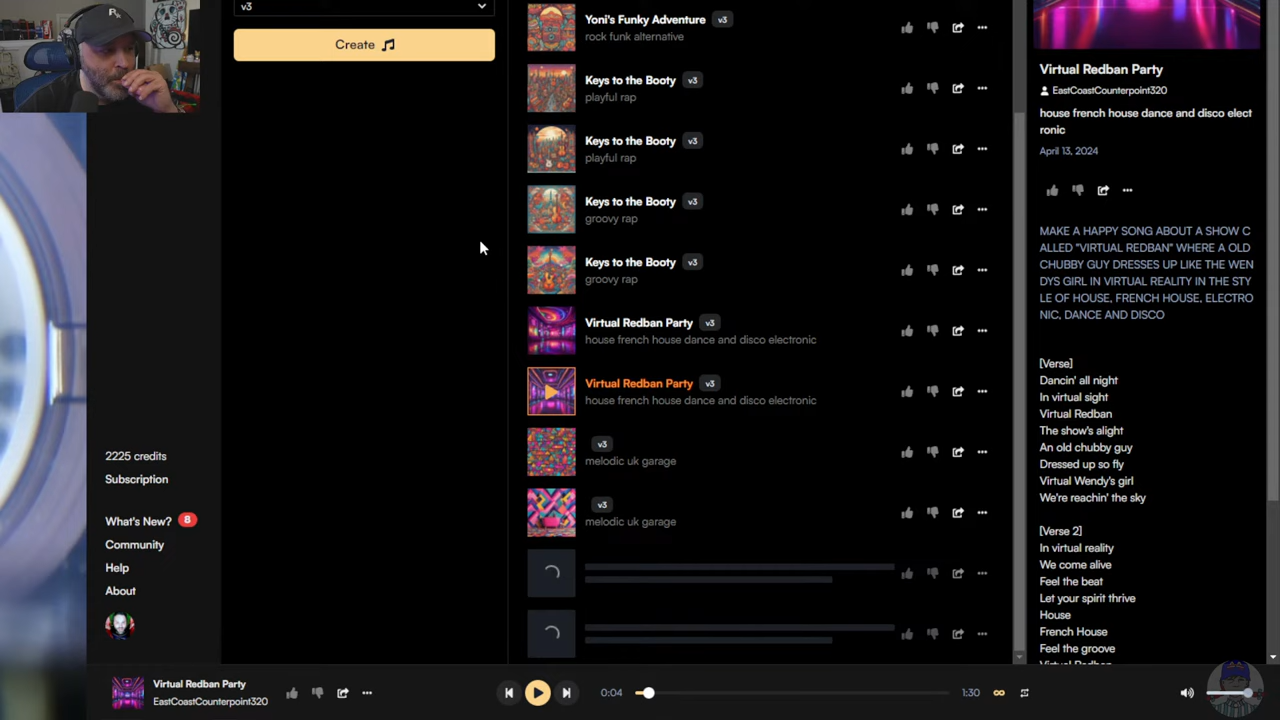 v3
Create
2225 credits
Subscription
What's New? 8
Community
Help
About
Yoni's Funky Adventure v3
rock funk alternative
Keys to the Booty v3
playful rap
Keys to the Booty v3
playful rap
Keys to the Booty v3
groovy rap
Keys to the Booty v3
groovy rap
Virtual Redban Party v3
house french house dance and disco electronic
Virtual Redban Party v3
house french house dance and disco electronic
v3
melodic uk garage
v3
melodic uk garage
Virtual Redban Party
EastCoastCounterpoint320
house french house dance and disco elect
ronic
April 13, 2024
MAKE A HAPPY SONG ABOUT A SHOW C
ALLED "VIRTUAL REDBAN" WHERE A OLD
CHUBBY GUY DRESSES UP LIKE THE WEN
DYS GIRL IN VIRTUAL REALITY IN THE STY
LE OF HOUSE, FRENCH HOUSE, ELECTRO
NIC, DANCE AND DISCO
[Verse]
Dancin' all night
In virtual sight
Virtual Redban
The show's alight
An old chubby guy
Dressed up so fly
Virtual Wendy's girl
We're reachin' the sky
[Verse 2]
In virtual reality
We come alive
Feel the beat
Let your spirit thrive
House
French House
Feel the groove
Virtual Redban Party
EastCoastCounterpoint320
0:04
1:30